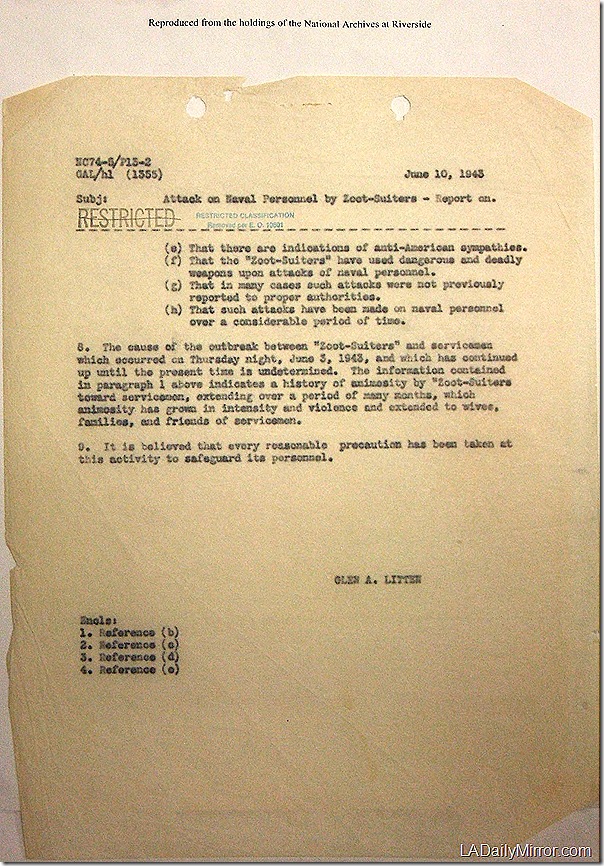 Reproduced from the holdings of the National Archives at Riverside
NC74-S/P13-2
GAL/hl (1355) June 10, 1943
Subj: Attack on Naval Personnel by Zoot-Suiters - Report on.
RESTRICTED RESTRICTED CLASSIFICATION
Removed per E. O. 10501
(e) That there are indications of anti-American sympathies.
(f) That the "Zoot-Suiters" have used dangerous and deadly
weapons upon attacks of naval personnel.
(g) That in many cases such attacks were not previously
reported to proper authorities.
(h) That such attacks have been made on naval personnel
over a considerable period of time.
8. The cause of the outbreak between "Zoot-Suiters" and servicemen
which occurred on Thursday night, June 3, 1943, and which has continued
up until the present time is undetermined. The information contained
in paragraph 1 above indicates a history of animosity by "Zoot-Suiters
toward servicemen, extending over a period of many months, which
animosity has grown in intensity and violence and extended to wives,
families, and friends of servicemen.
9. It is believed that every reasonable precaution has been taken at
this activity to safeguard its personnel.
GLEN A. LITTEN
Encls:
1. Reference (b)
2. Reference (c)
3. Reference (d)
4. Reference (e)
LADailyMirror.com